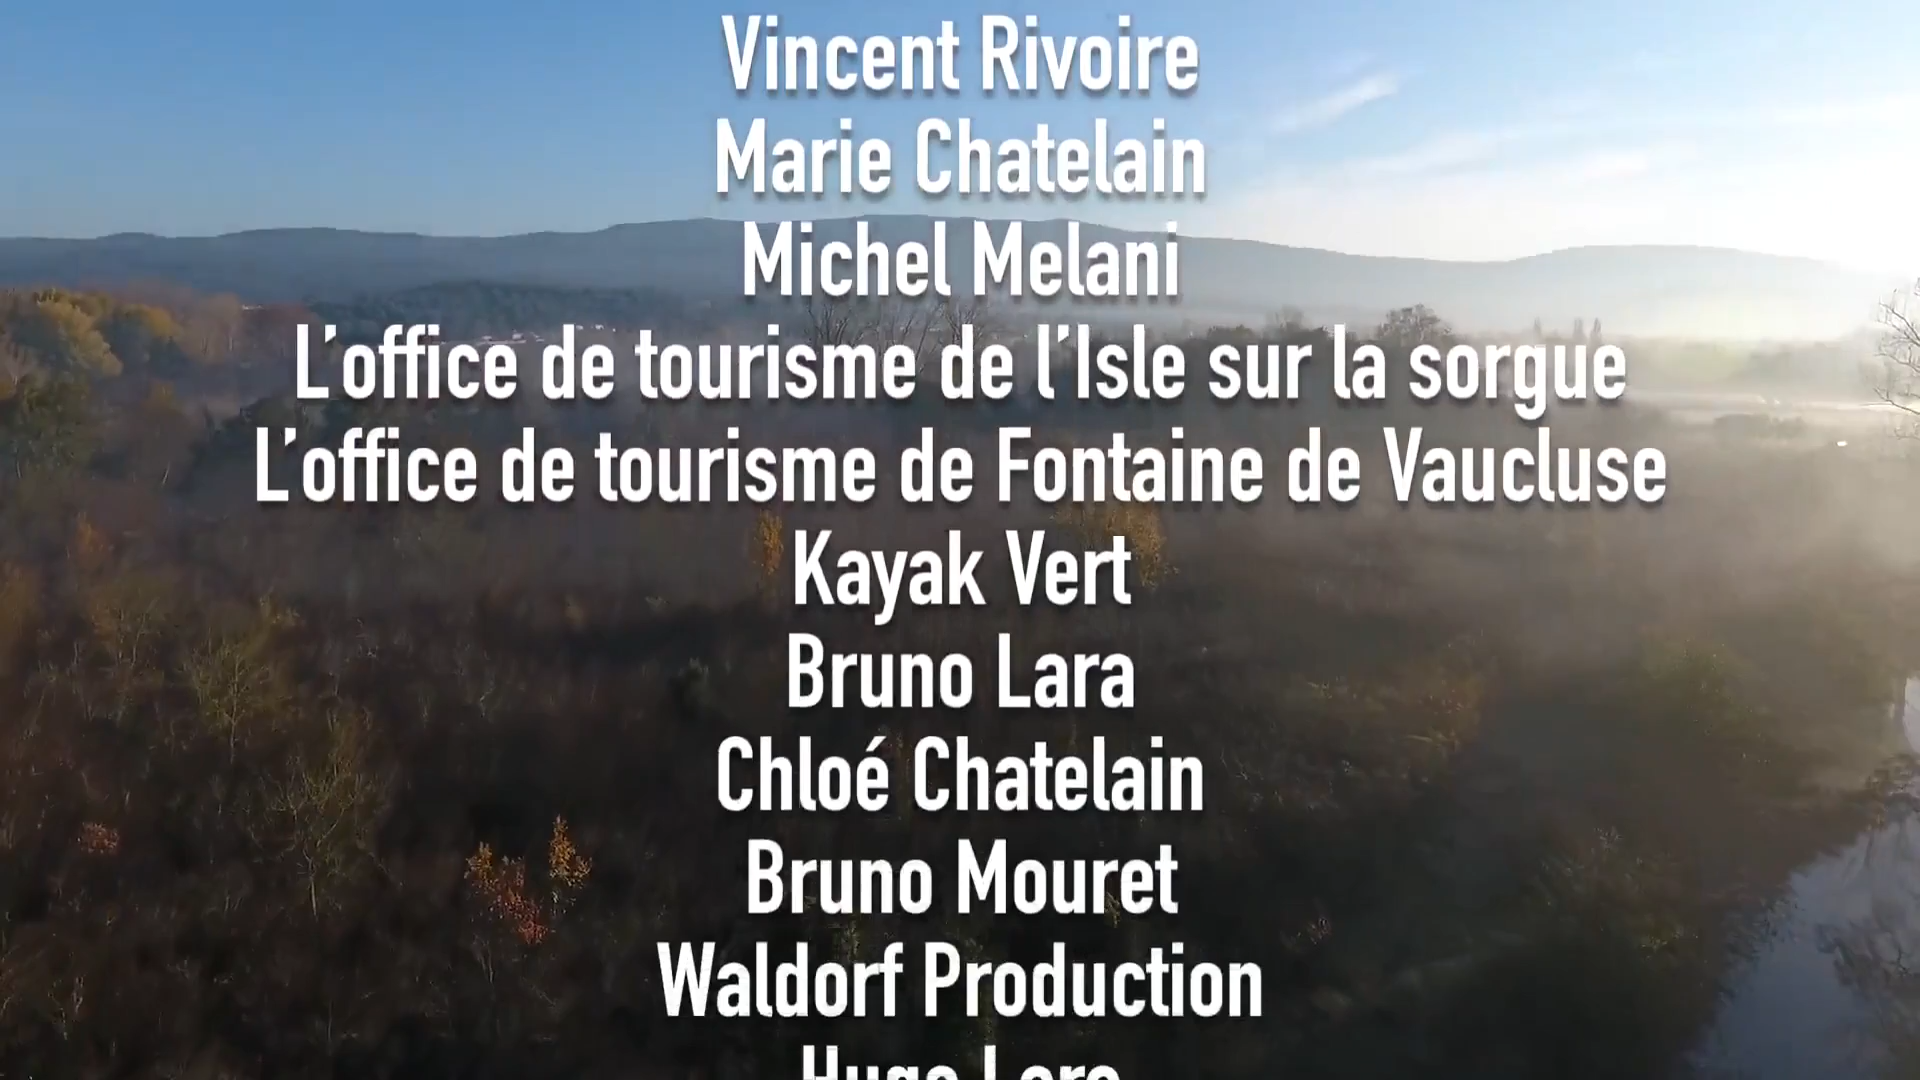 Vincent Rivoire
Marie Chatelain
Michel Melani
L’office de tourisme de l’Isle sur la sorgue
L’office de tourisme de Fontaine de Vaucluse
Kayak Vert
Bruno Lara
Chloé Chatelain
Bruno Mouret
Waldorf Production